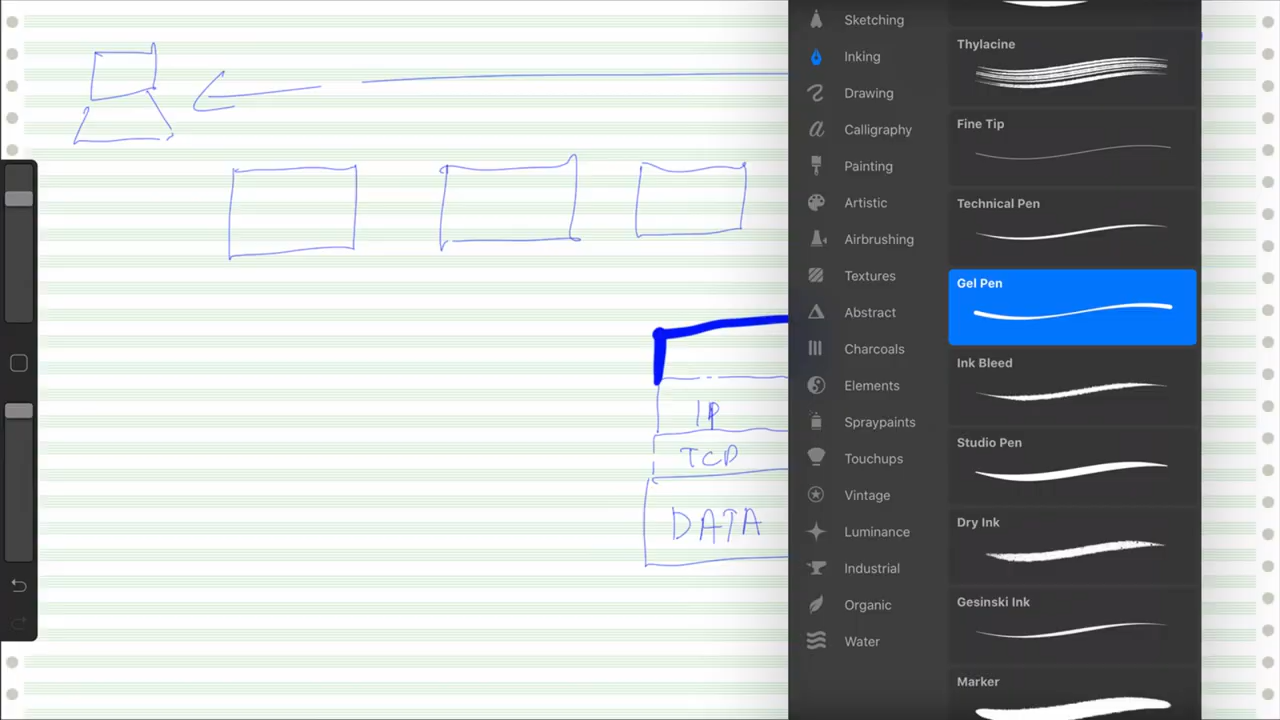 IP
TCP
DATA
Sketching
Inking
Drawing
Calligraphy
Painting
Artistic
Airbrushing
Textures
Abstract
Charcoals
Elements
Spraypaints
Touchups
Vintage
Luminance
Industrial
Organic
Water
Thylacine
Fine Tip
Technical Pen
Gel Pen
Ink Bleed
Studio Pen
Dry Ink
Gesinski Ink
Marker